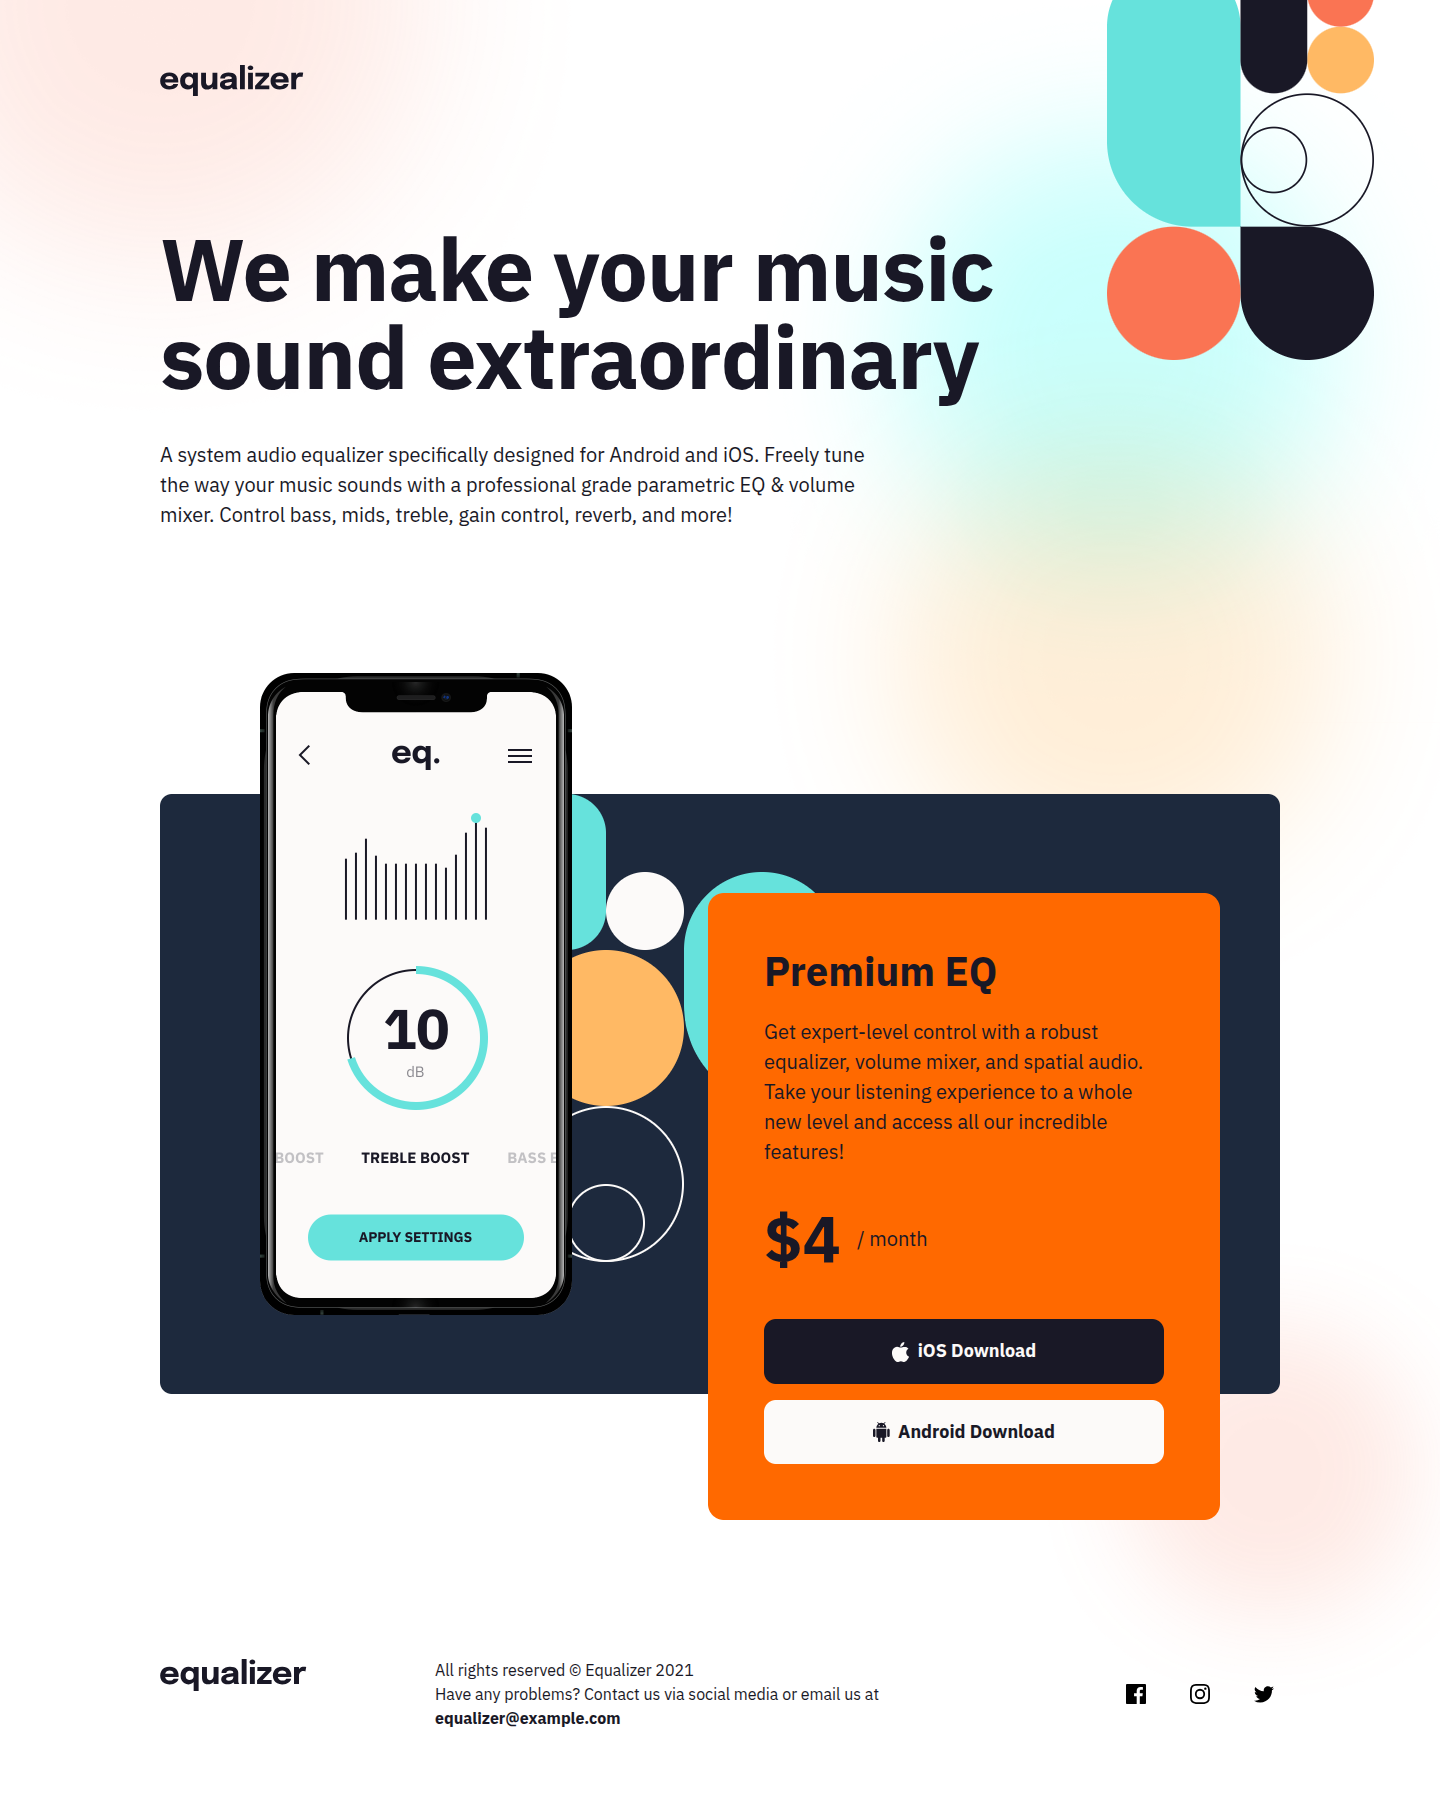 equalizer
We make your music
sound extraordinary
A system audio equalizer specifically designed for Android and iOS. Freely tune
the way your music sounds with a professional grade parametric EQ & volume
mixer. Control bass, mids, treble, gain control, reverb, and more!
eq.
10
dB
BOOST TREBLE BOOST BASS
APPLY SETTINGS
Premium EQ
Get expert-level control with a robust
equalizer, volume mixer, and spatial audio.
Take your listening experience to a whole
new level and access all our incredible
features!
$4 / month
iOS Download
Android Download
equalizer
All rights reserved © Equalizer 2021
Have any problems? Contact us via social media or email us at
equalizer@example.com